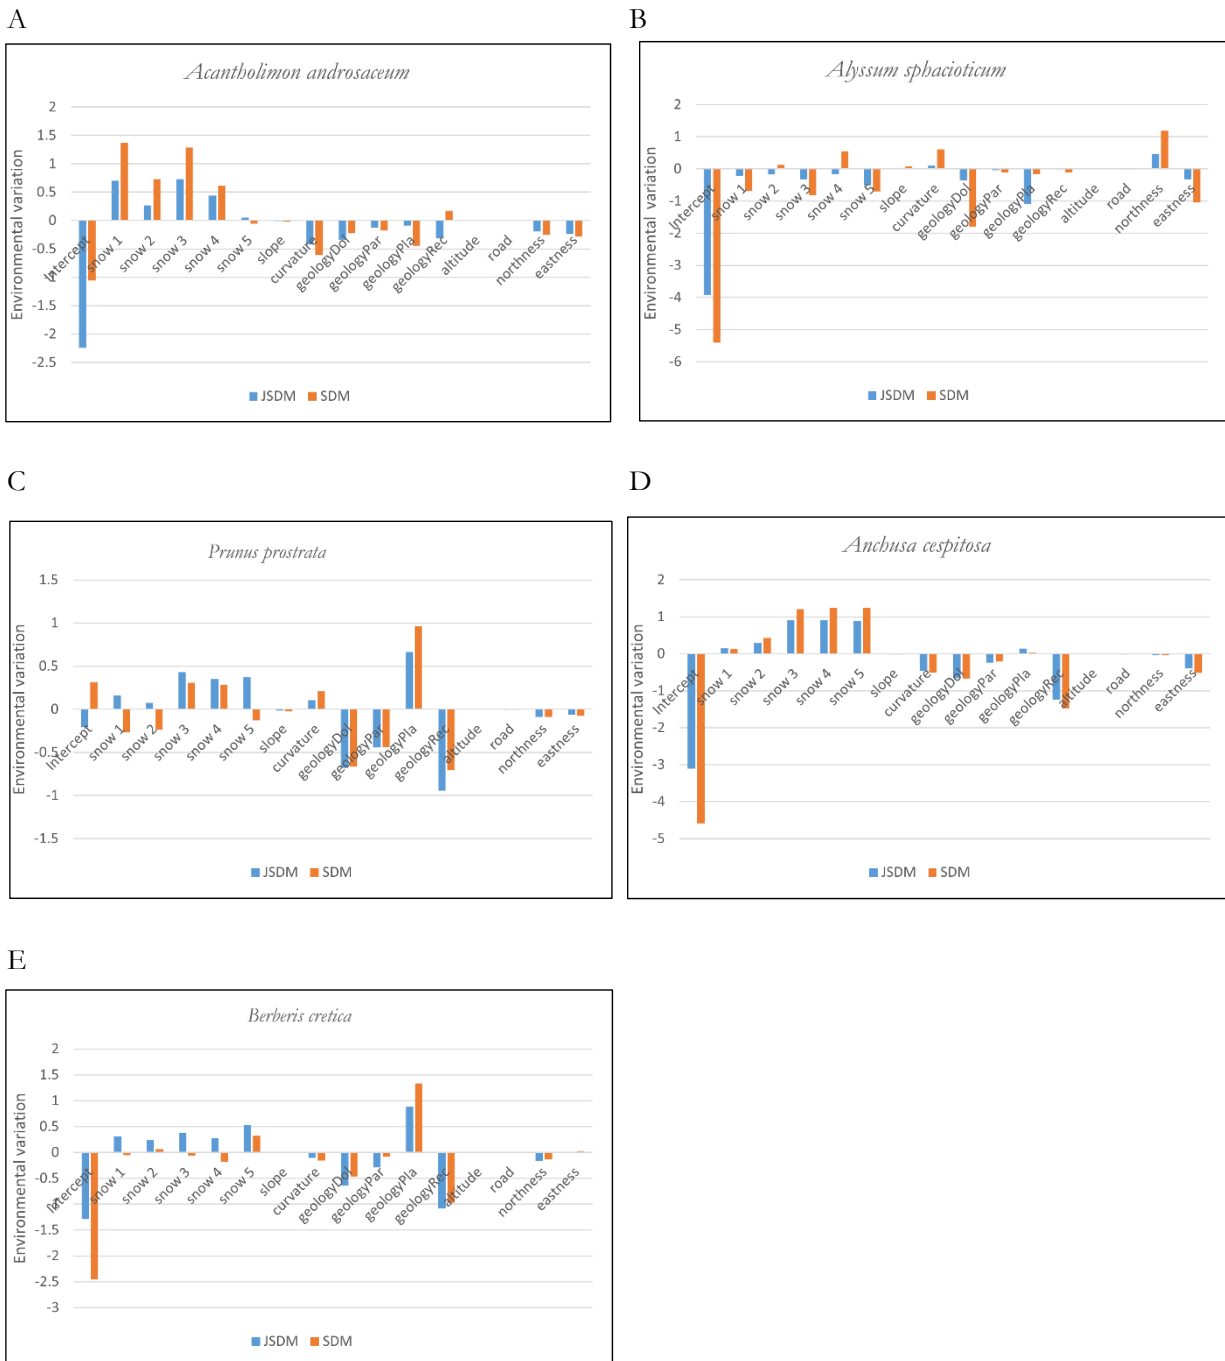 A
Acantholimon androsaceum
Environmental variation
2
1.5
1
0.5
0
-0.5
-1
-1.5
-2
-2.5
Intercept
snow 1
snow 2
snow 3
snow 4
snow 5
slope
curvature
geologyDol
geologyPar
geologyPla
geologyRec
altitude
road
northness
eastness
JSDM SDM
B
Alyssum sphacioticum
Environmental variation
2
1
0
-1
-2
-3
-4
-5
-6
Intercept
snow 1
snow 2
snow 3
snow 4
snow 5
slope
curvature
geologyDol
geologyPar
geologyPla
geologyRec
altitude
road
northness
eastness
JSDM SDM
C
Prunus prostrata
Environmental variation
1.5
1
0.5
0
-0.5
-1
-1.5
Intercept
snow 1
snow 2
snow 3
snow 4
snow 5
slope
curvature
geologyDol
geologyPar
geologyPla
geologyRec
altitude
road
northness
eastness
JSDM SDM
D
Anchusa cespitosa
Environmental variation
2
1
0
-1
-2
-3
-4
-5
Intercept
snow 1
snow 2
snow 3
snow 4
snow 5
slope
curvature
geologyDol
geologyPar
geologyPla
geologyRec
altitude
road
northness
eastness
JSDM SDM
E
Berberis cretica
Environmental variation
2
1.5
1
0.5
0
-0.5
-1
-1.5
-2
-2.5
-3
Intercept
snow 1
snow 2
snow 3
snow 4
snow 5
slope
curvature
geologyDol
geologyPar
geologyPla
geologyRec
altitude
road
northness
eastness
JSDM SDM